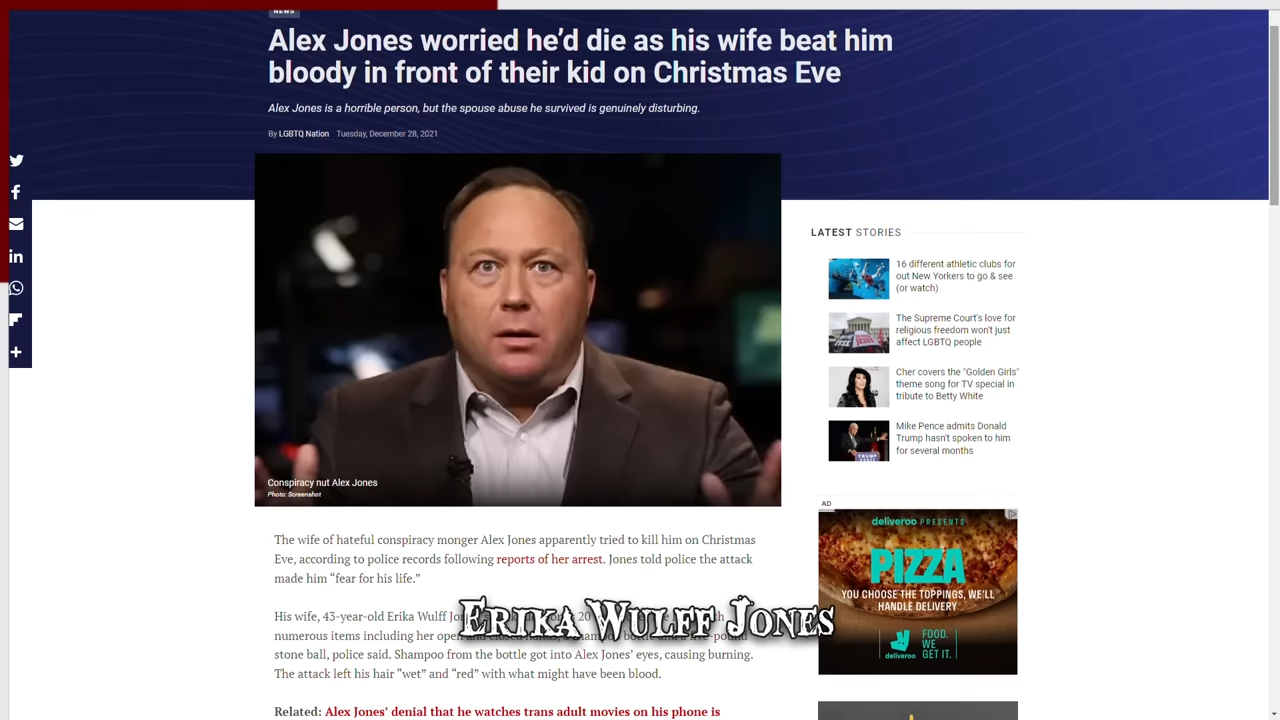 NEWS
Alex Jones worried he'd die as his wife beat him
bloody in front of their kid on Christmas Eve
Alex Jones is a horrible person, but the spouse abuse he survived is genuinely disturbing.
By LGBTQ Nation Tuesday, December 28, 2021
Conspiracy nut Alex Jones
Photo: Screenshot
The wife of hateful conspiracy monger Alex Jones apparently tried to kill him on Christmas
Eve, according to police records following reports of her arrest. Jones told police the attack
made him “fear for his life.”
His wife, 43-year-old Erika Wulff 20
ERIKA WULFF JONES
numerous items including her open
stone ball, police said. Shampoo from the bottle got into Alex Jones’ eyes, causing burning.
The attack left his hair “wet” and “red” with what might have been blood.
Related: Alex Jones’ denial that he watches trans adult movies on his phone is
LATEST STORIES
16 different athletic clubs for
out New Yorkers to go & see
(or watch)
The Supreme Court's love for
religious freedom won't just
affect LGBTQ people
Cher covers the "Golden Girls"
theme song for TV special in
tribute to Betty White
Mike Pence admits Donald
Trump hasn't spoken to him
for several months
TRUMP
AD
deliveroo PRESENTS
PIZZA
YOU CHOOSE THE TOPPINGS, WE'LL
HANDLE DELIVERY
deliveroo
FOOD.
WE
GET IT.